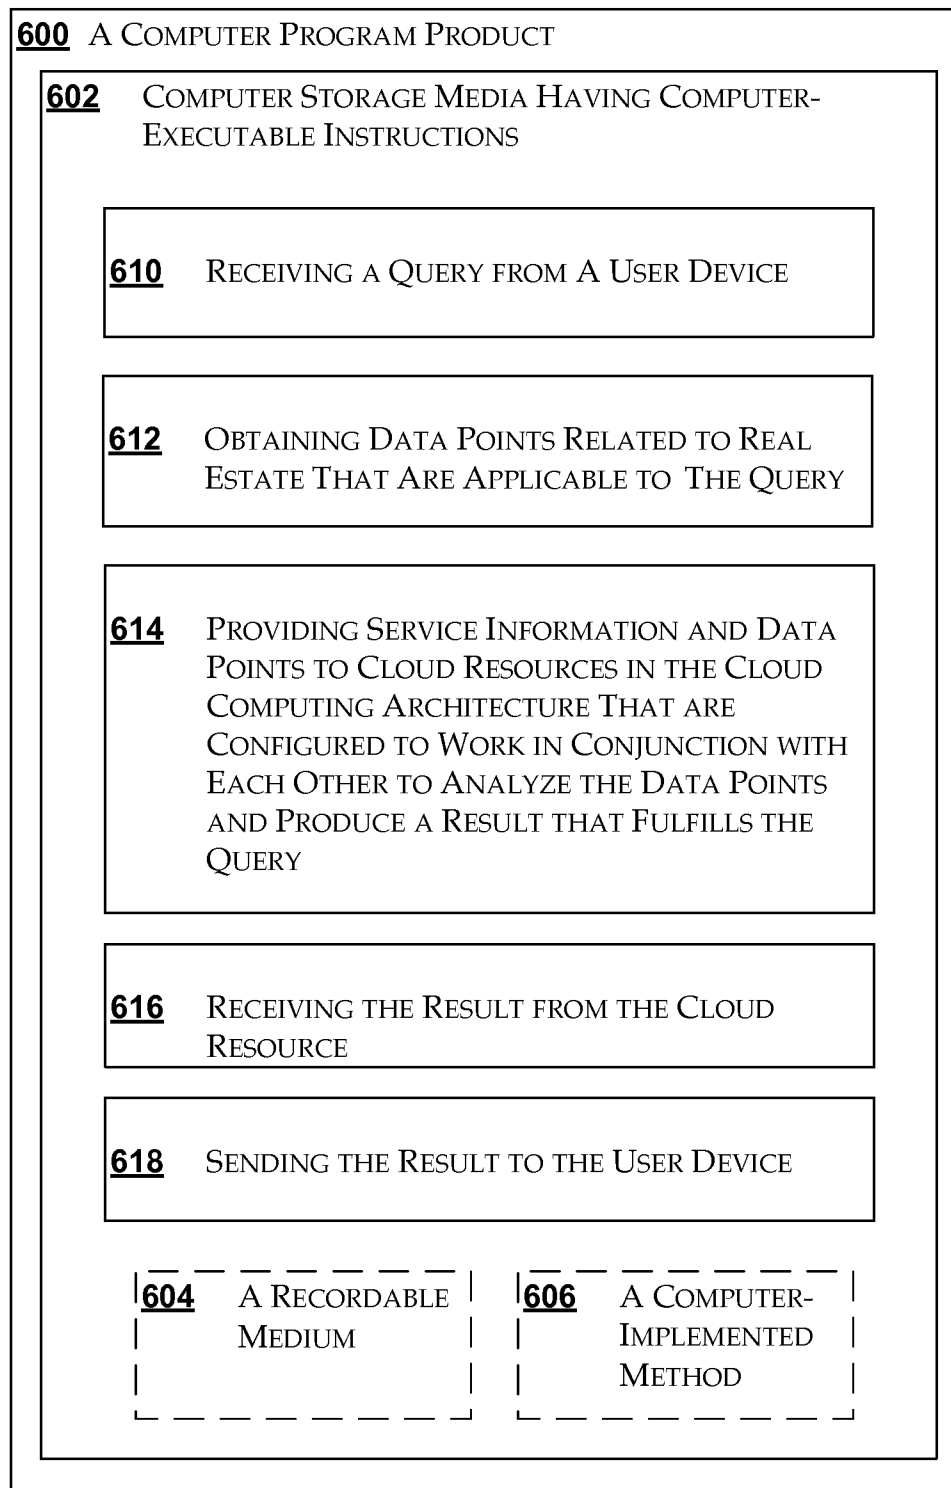 600 A COMPUTER PROGRAM PRODUCT
602 COMPUTER STORAGE MEDIA HAVING COMPUTER-
EXECUTABLE INSTRUCTIONS
610 RECEIVING A QUERY FROM A USER DEVICE
612 OBTAINING DATA POINTS RELATED TO REAL
ESTATE THAT ARE APPLICABLE TO THE QUERY
614 PROVIDING SERVICE INFORMATION AND DATA
POINTS TO CLOUD RESOURCES IN THE CLOUD
COMPUTING ARCHITECTURE THAT ARE
CONFIGURED TO WORK IN CONJUNCTION WITH
EACH OTHER TO ANALYZE THE DATA POINTS
AND PRODUCE A RESULT THAT FULFILLS THE
QUERY
616 RECEIVING THE RESULT FROM THE CLOUD
RESOURCE
618 SENDING THE RESULT TO THE USER DEVICE
604 A RECORDABLE
MEDIUM
606 A COMPUTER-
IMPLEMENTED
METHOD